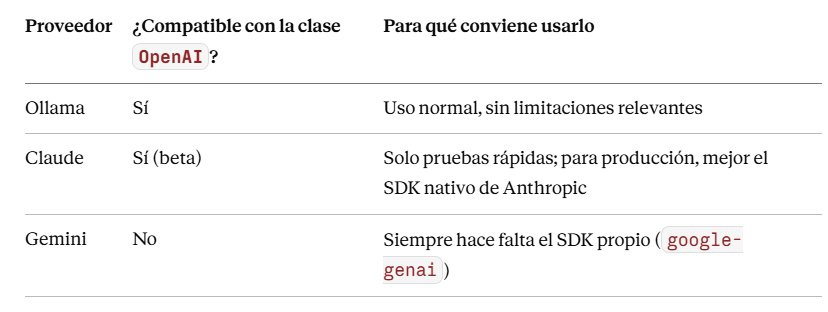 Proveedor ¿Compatible con la clase Para qué conviene usarlo
OpenAI ?
Ollama Sí Uso normal, sin limitaciones relevantes
Claude Sí (beta) Solo pruebas rápidas; para producción, mejor el
SDK nativo de Anthropic
Gemini No Siempre hace falta el SDK propio ( google-
genai )